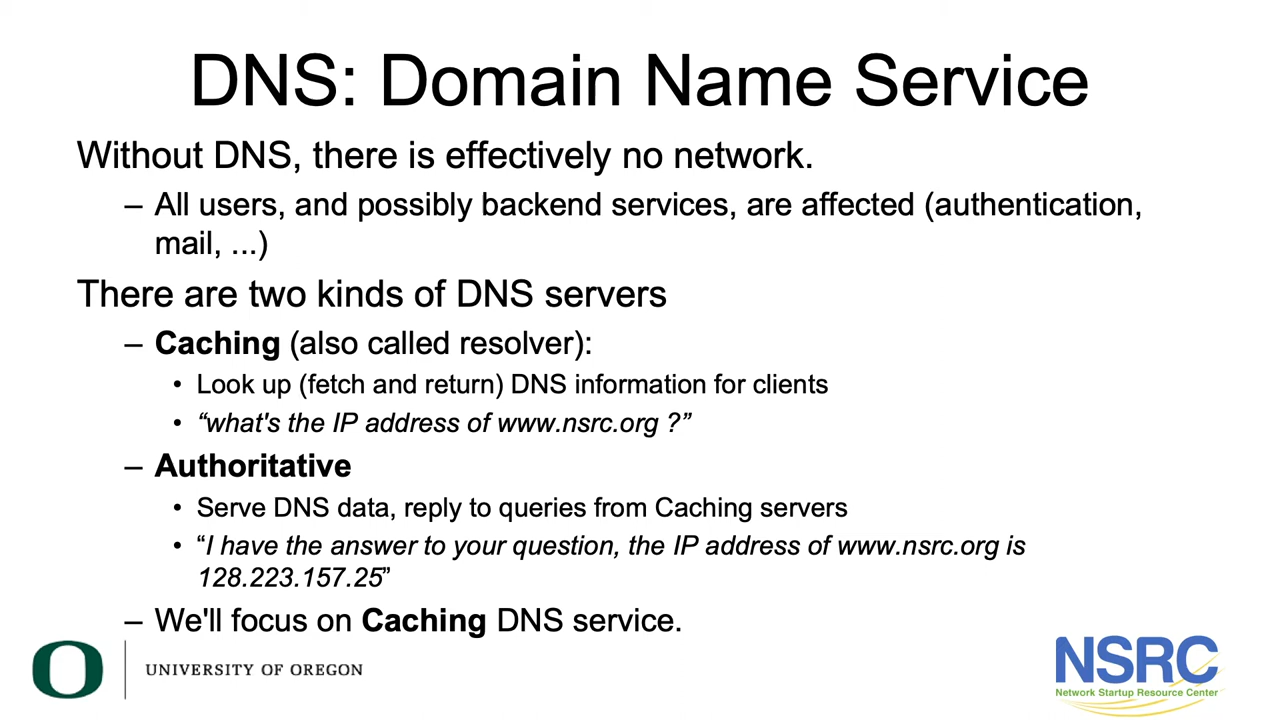 DNS: Domain Name Service
Without DNS, there is effectively no network.
– All users, and possibly backend services, are affected (authentication,
mail, ...)
There are two kinds of DNS servers
– Caching (also called resolver):
• Look up (fetch and return) DNS information for clients
• “what's the IP address of www.nsrc.org ?”
– Authoritative
• Serve DNS data, reply to queries from Caching servers
• “I have the answer to your question, the IP address of www.nsrc.org is
128.223.157.25”
– We'll focus on Caching DNS service.
O
UNIVERSITY OF OREGON
NSRC
Network Startup Resource Center